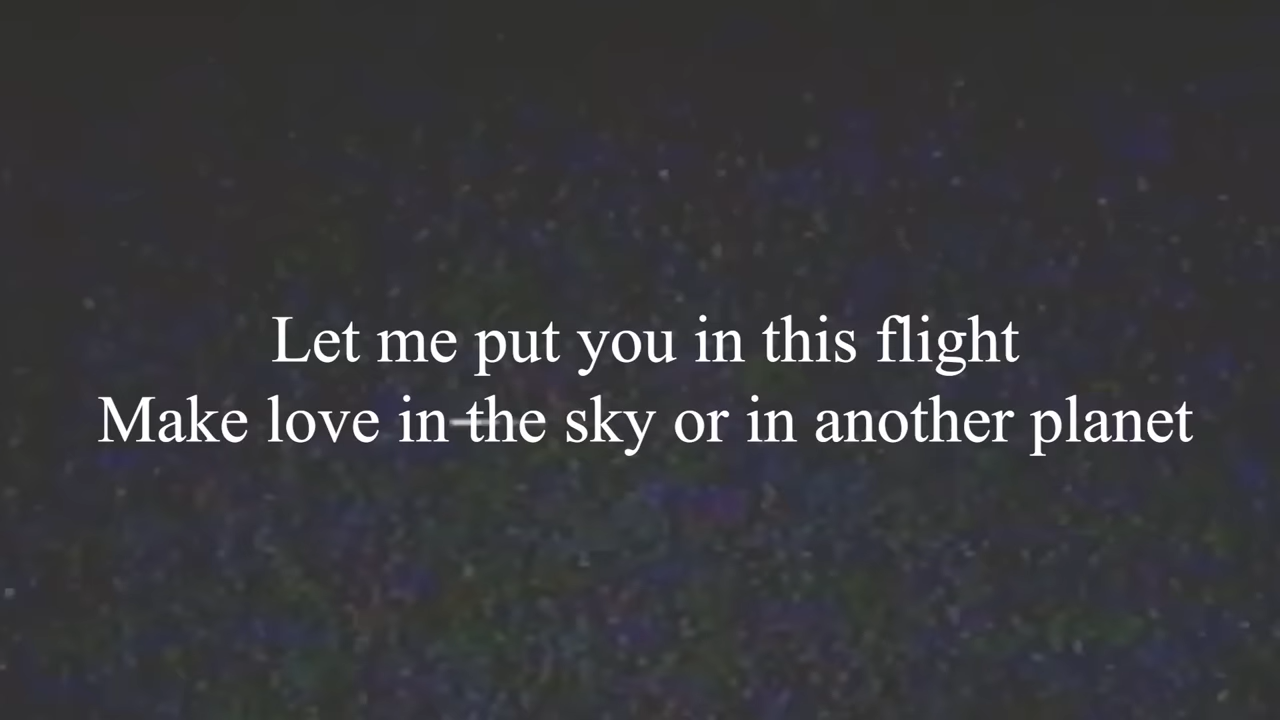 Let me put you in this flight
Make love in the sky or in another planet